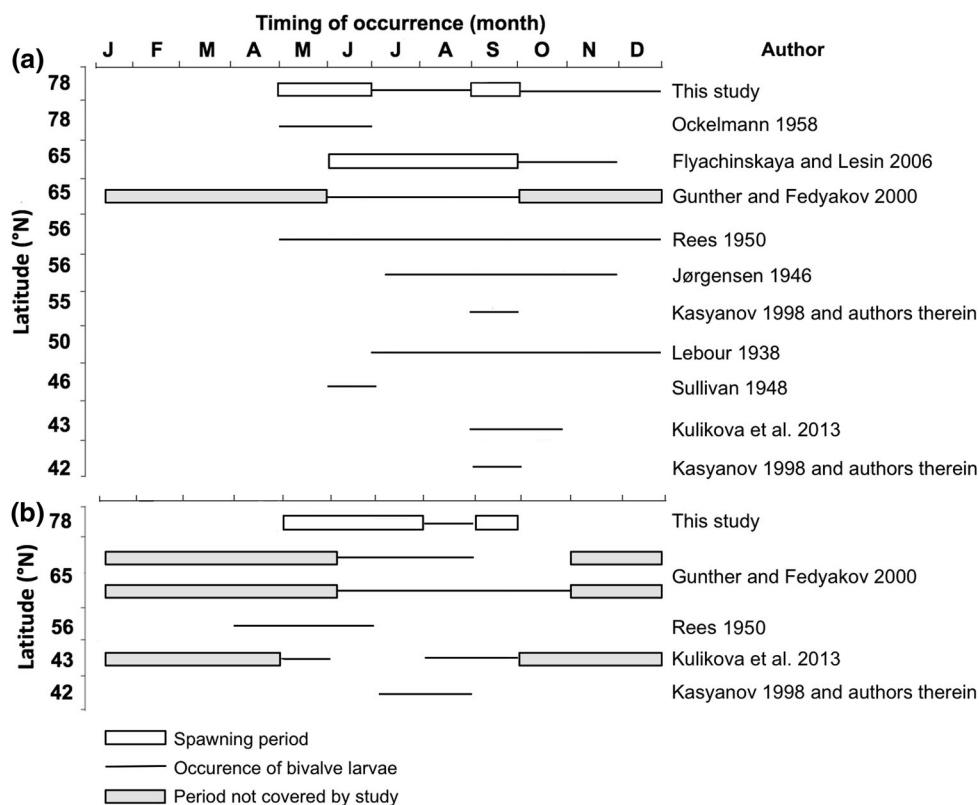 Timing of occurrence (month)
J F M A M J J A S O N D Author
(a)
78 This study
78 Ockelmann 1958
65 Flyachinskaya and Lesin 2006
65 Gunther and Fedyakov 2000
56 Rees 1950
56 Jørgensen 1946
55 Kasyanov 1998 and authors therein
50 Lebour 1938
46 Sullivan 1948
43 Kulikova et al. 2013
42 Kasyanov 1998 and authors therein
Latitude (°N)
(b)
78 This study
65 Gunther and Fedyakov 2000
56 Rees 1950
43 Kulikova et al. 2013
42 Kasyanov 1998 and authors therein
Latitude (°N)
Spawning period
Occurence of bivalve larvae
Period not covered by study